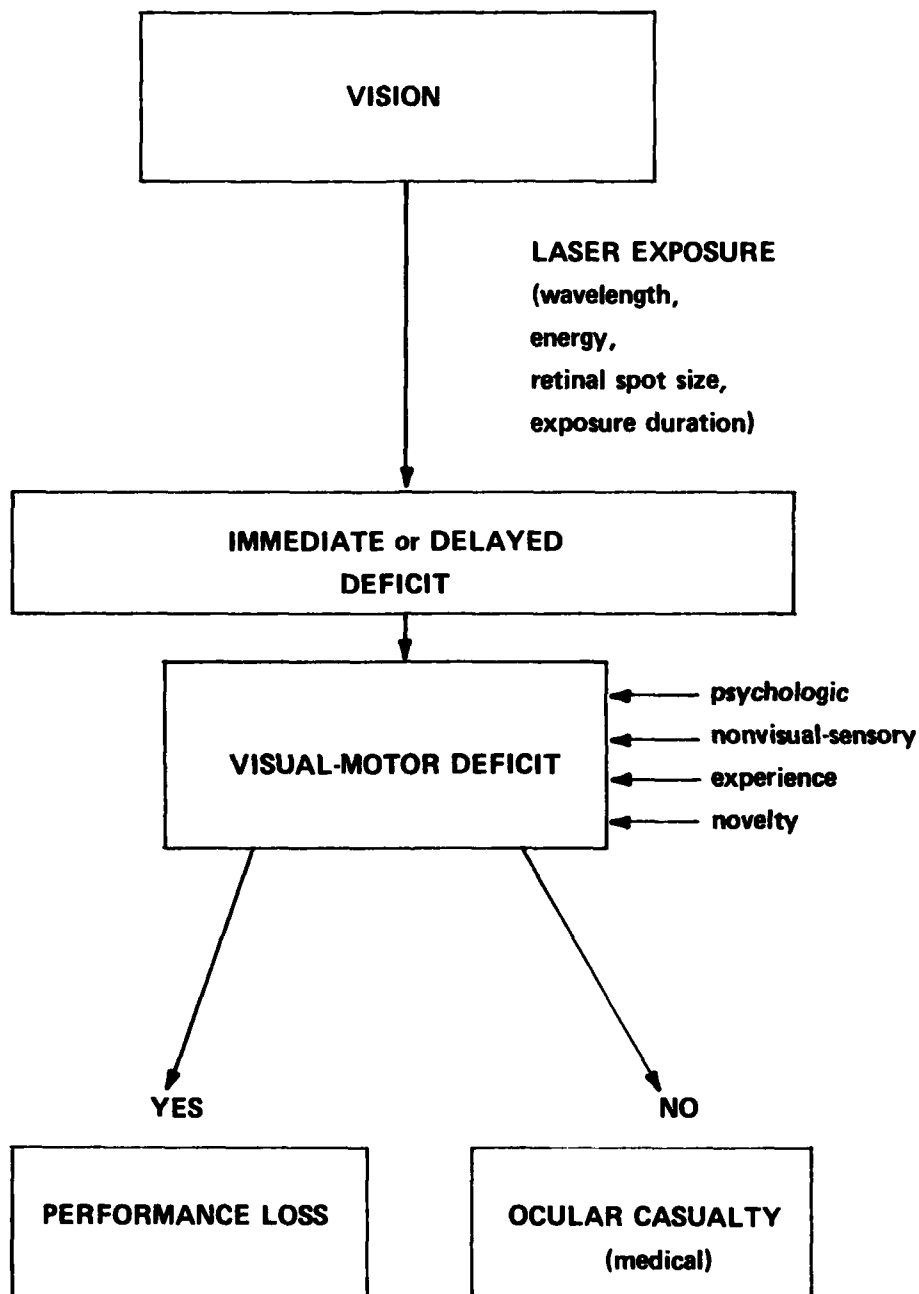 VISION
LASER EXPOSURE
(wavelength,
energy,
retinal spot size,
exposure duration)
IMMEDIATE or DELAYED
DEFICIT
VISUAL-MOTOR DEFICIT
psychologic
nonvisual-sensory
experience
novelty
YES
NO
PERFORMANCE LOSS
OCULAR CASUALTY
(medical)